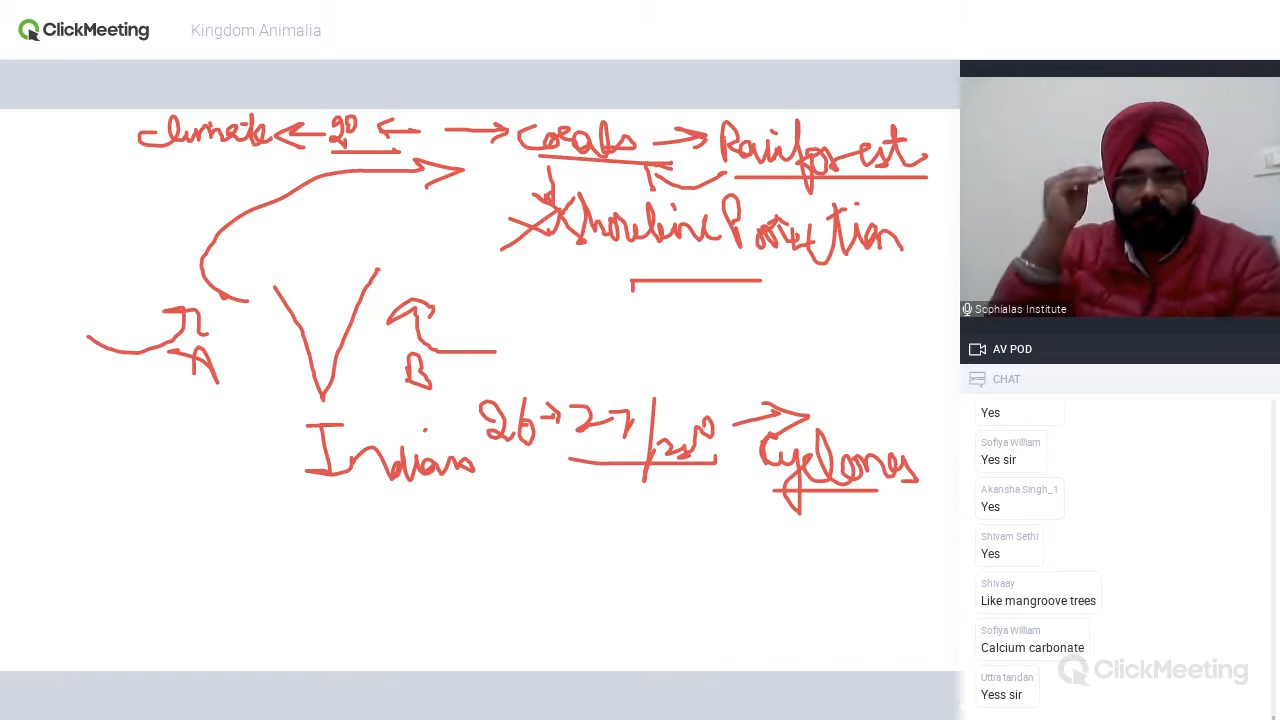 ClickMeeting
Kingdom Animalia
Climate ← 2° ← → Corals → Rainforest
Shoreline Protection
A
B
26 → 27 / 28° → Cyclones
Indian
Sophialas Institute
AV POD
CHAT
Yes
Sofiya William
Yes sir
Akansha Singh_1
Yes
Shivam Sethi
Yes
Shivaay
Like mangroove trees
Sofiya William
Calcium carbonate
Uttra tandan
Yess sir
ClickMeeting